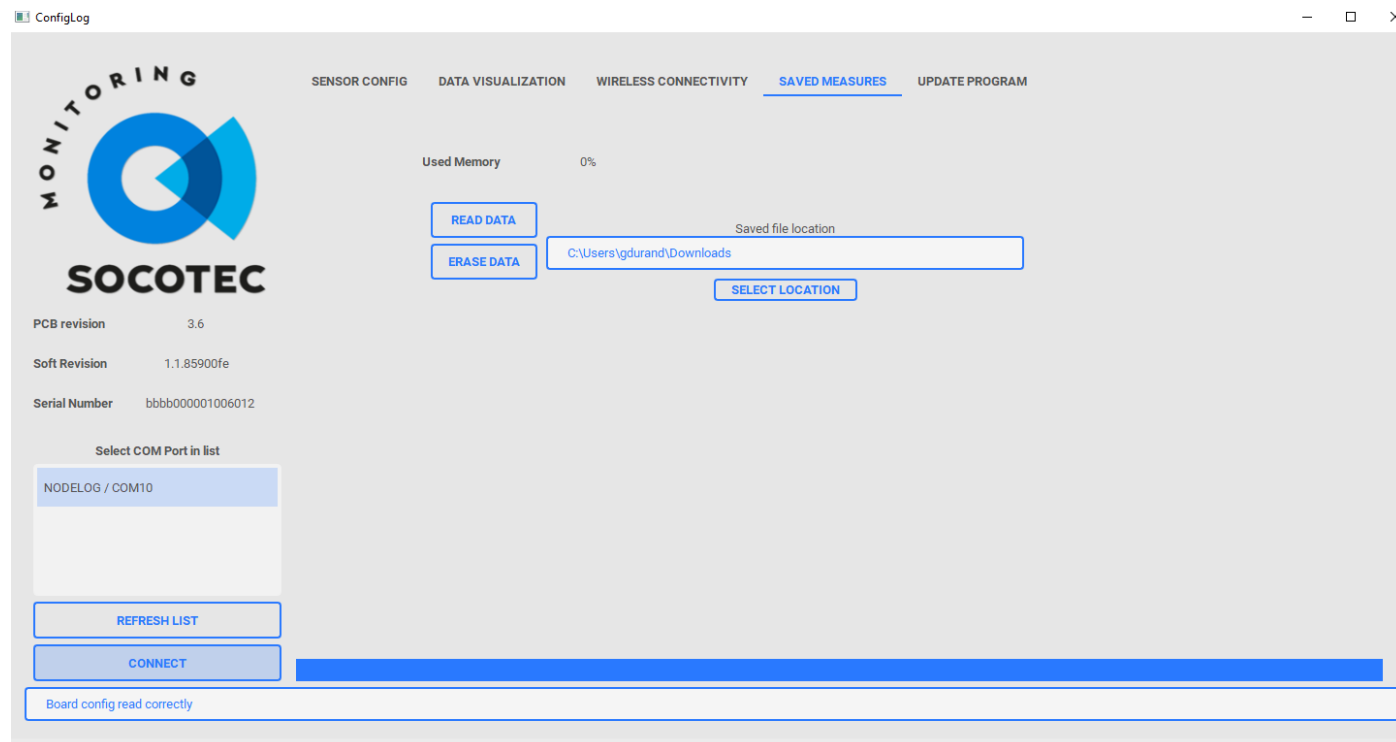 ConfigLog
MONITORING
SOCOTEC
SENSOR CONFIG DATA VISUALIZATION WIRELESS CONNECTIVITY SAVED MEASURES UPDATE PROGRAM
Used Memory 0%
READ DATA
ERASE DATA
Saved file location
C:\Users\gdurand\Downloads
SELECT LOCATION
PCB revision 3.6
Soft Revision 1.1.85900fe
Serial Number bbbb000001006012
Select COM Port in list
NODELOG / COM10
REFRESH LIST
CONNECT
Board config read correctly